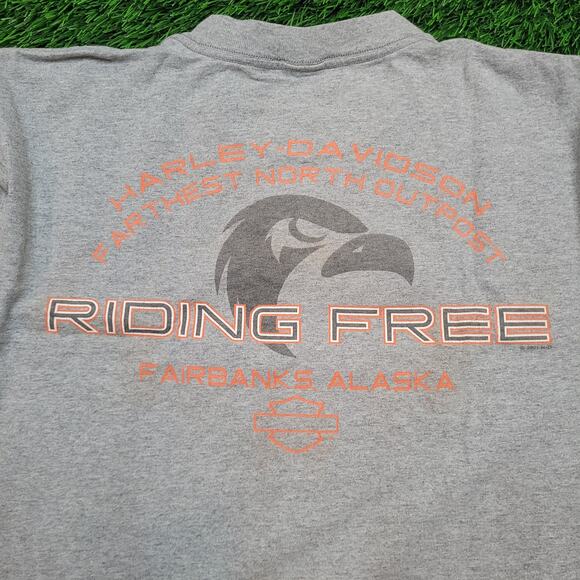 HARLEY-DAVIDSON
FARTHEST NORTH OUTPOST
RIDING FREE
FAIRBANKS, ALASKA